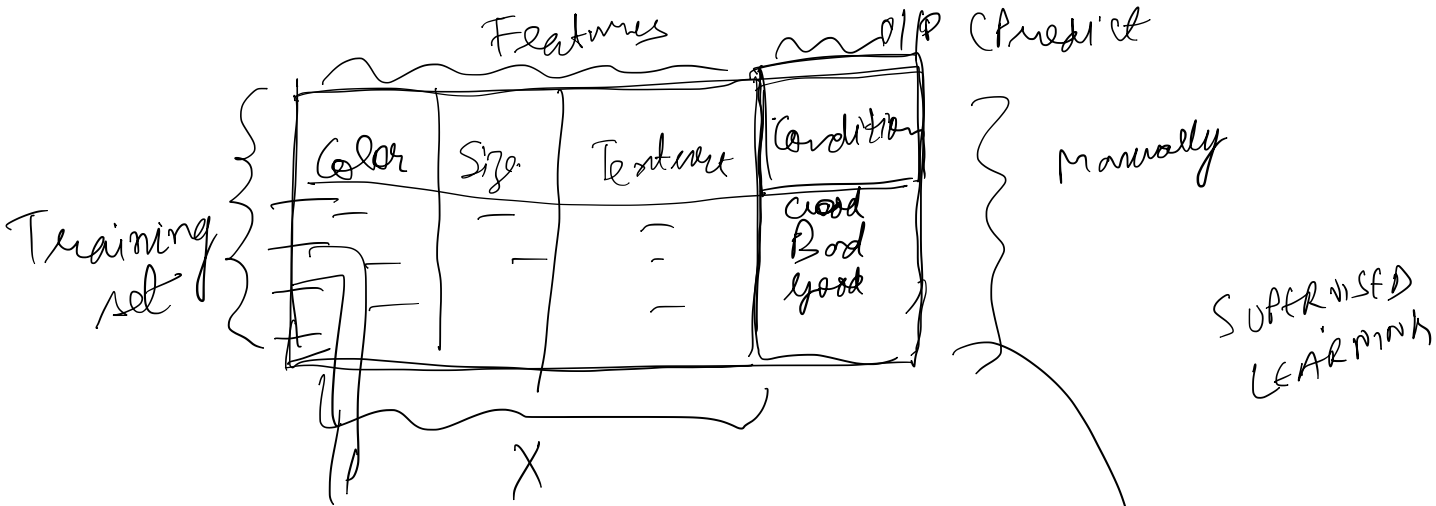 Features
O/P (Predict
Color Size Texture Condition
Good
Bad
good
Training
set
Manually
SUPERVISED
LEARNING
X